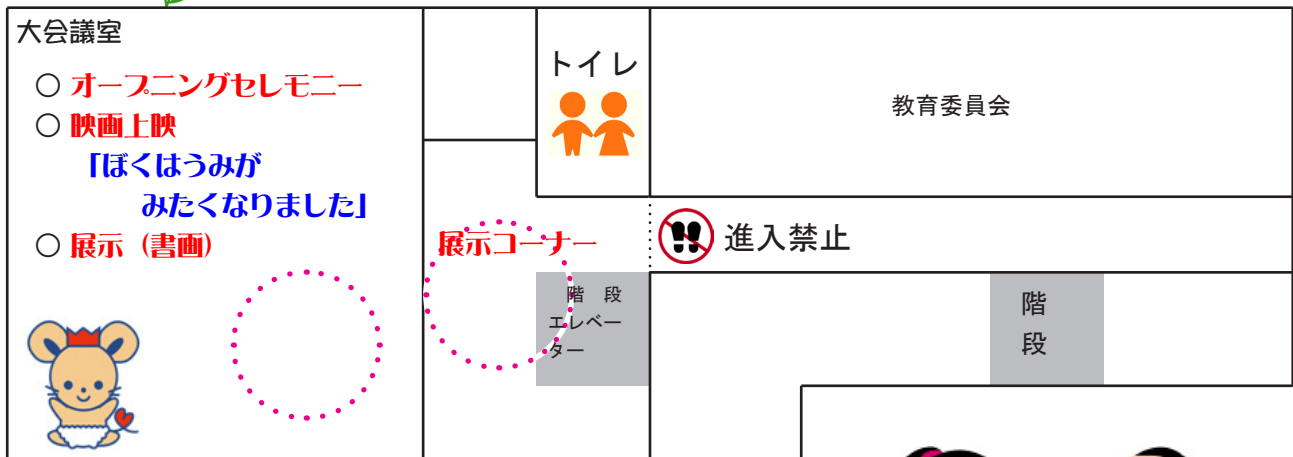 大会議室
○ オープニングセレモニー
○ 映画上映
「ぼくはうみが
みたくなりました」
○ 展示（書画）
トイレ
教育委員会
展示コーナー
進入禁止
階　段
エレベー
ター
階
段